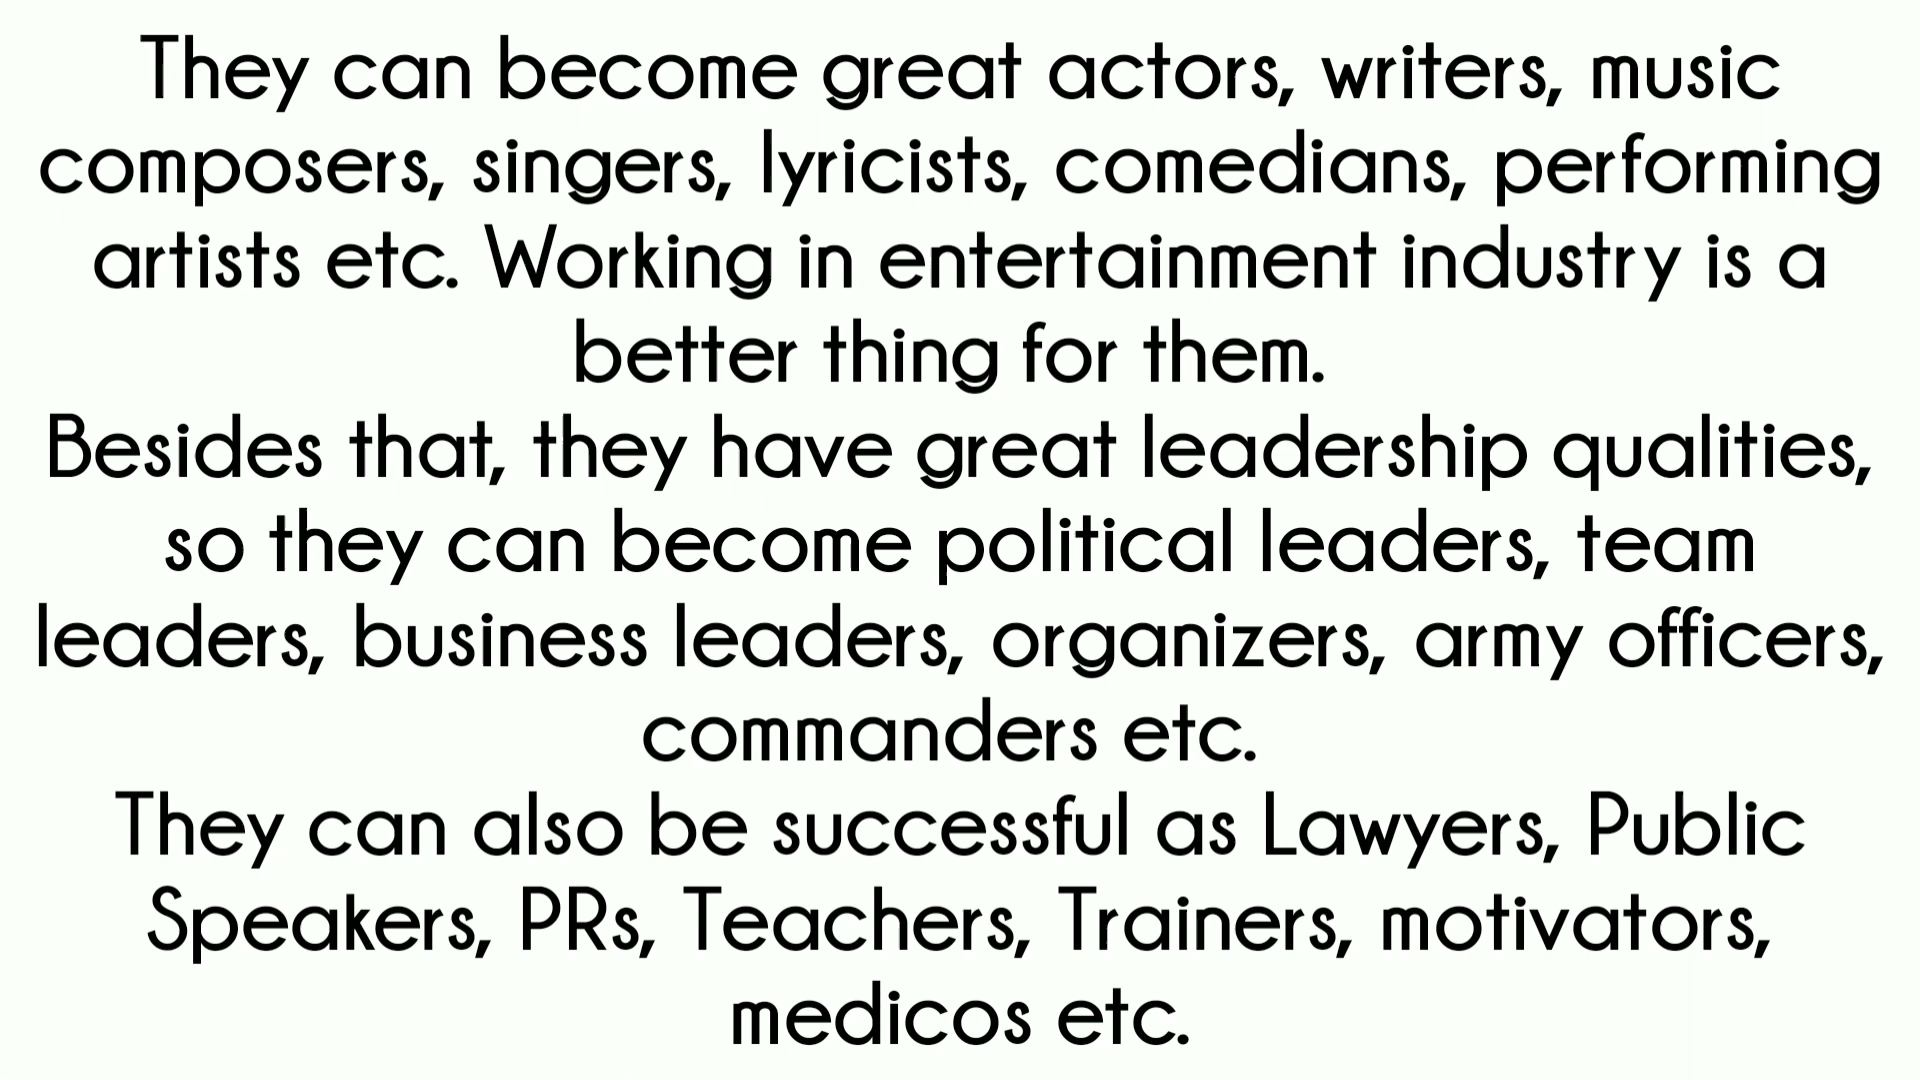 They can become great actors, writers, music
composers, singers, lyricists, comedians, performing
artists etc. Working in entertainment industry is a
better thing for them.
Besides that, they have great leadership qualities,
so they can become political leaders, team
leaders, business leaders, organizers, army officers,
commanders etc.
They can also be successful as Lawyers, Public
Speakers, PRs, Teachers, Trainers, motivators,
medicos etc.